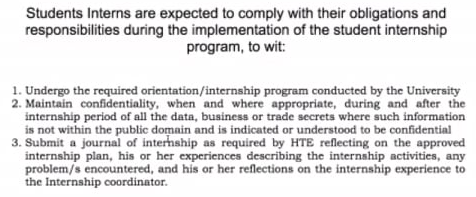 Students Interns are expected to comply with their obligations and
responsibilities during the implementation of the student internship
program, to wit:
1. Undergo the required orientation/internship program conducted by the University
2. Maintain confidentiality, when and where appropriate, during and after the
internship period of all the data, business or trade secrets where such information
is not within the public domain and is indicated or understood to be confidential
3. Submit a journal of internship as required by HTE reflecting on the approved
internship plan, his or her experiences describing the internship activities, any
problem/s encountered, and his or her reflections on the internship experience to
the Internship coordinator.